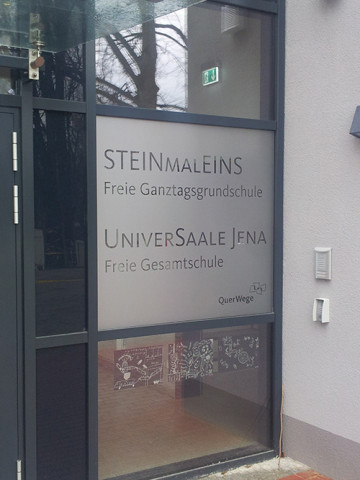 STEINMALEINS
Freie Ganztagsgrundschule
UNIVERSAALE JENA
Freie Gesamtschule
QuerWege